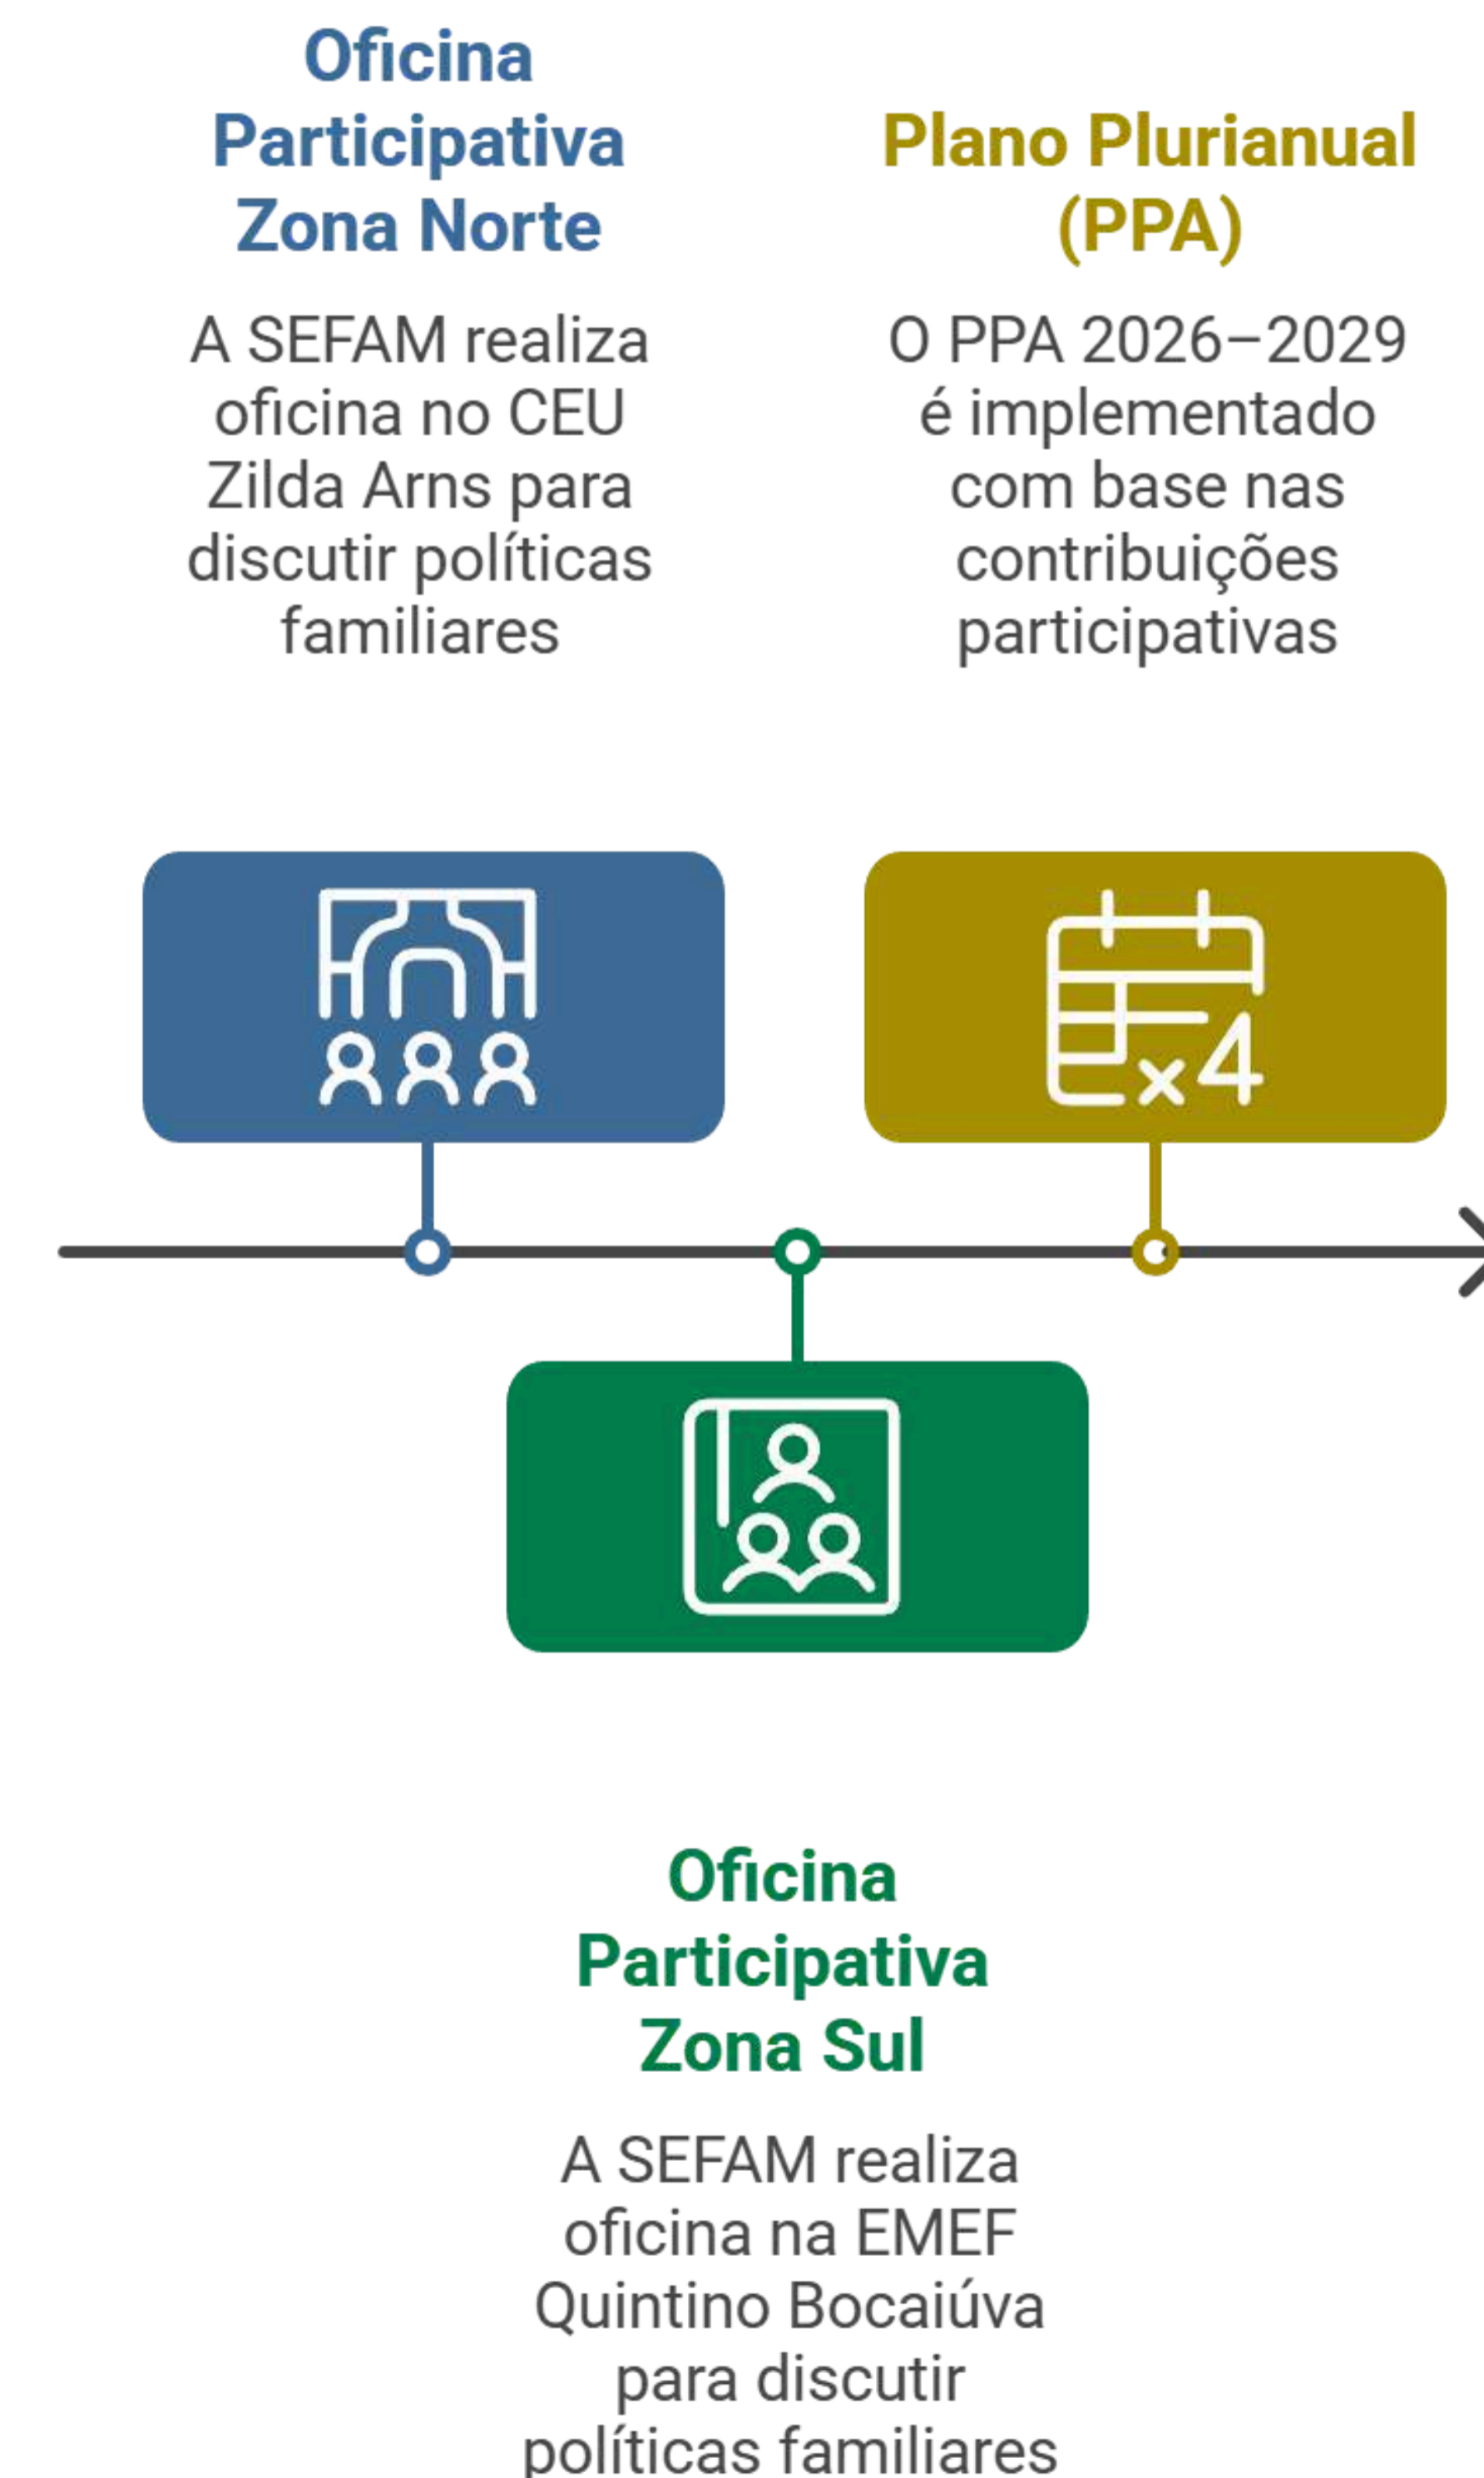 Oficina
Participativa
Zona Norte
A SEFAM realiza
oficina no CEU
Zilda Arns para
discutir políticas
familiares
Plano Plurianual
(PPA)
O PPA 2026–2029
é implementado
com base nas
contribuições
participativas
x4
Oficina
Participativa
Zona Sul
A SEFAM realiza
oficina na EMEF
Quintino Bocaiúva
para discutir
políticas familiares